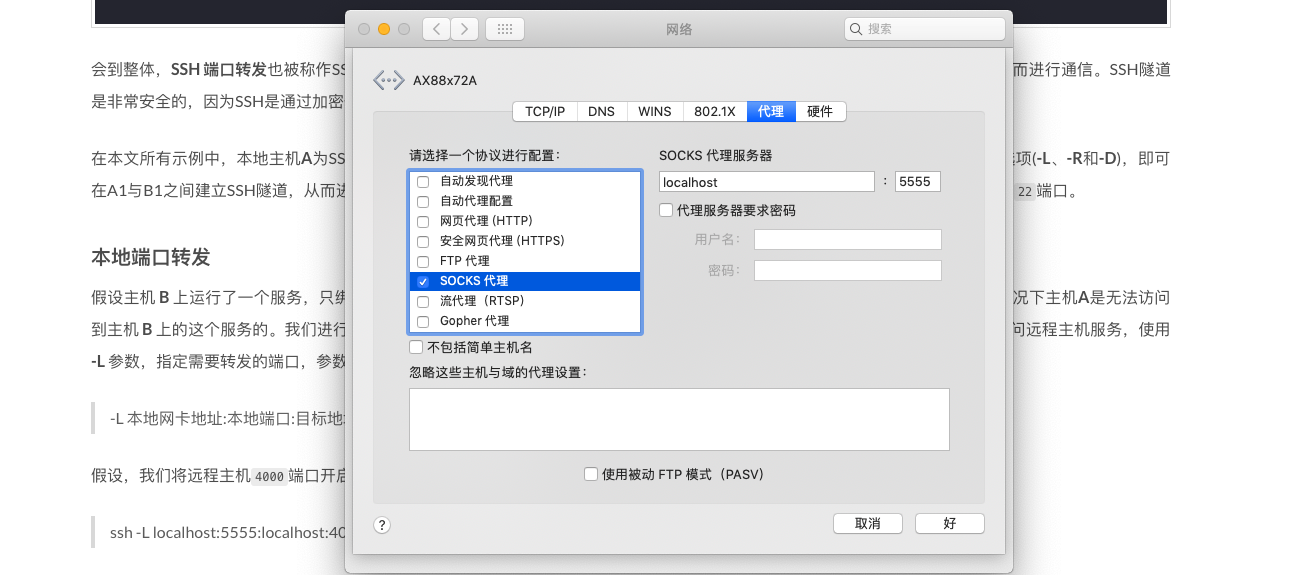 网络
搜索
AX88x72A
TCP/IP DNS WINS 802.1X 代理 硬件
请选择一个协议进行配置：
自动发现代理
自动代理配置
网页代理 (HTTP)
安全网页代理 (HTTPS)
FTP 代理
SOCKS 代理
流代理（RTSP）
Gopher 代理
SOCKS 代理服务器
localhost : 5555
代理服务器要求密码
用户名：
密码：
不包括简单主机名
忽略这些主机与域的代理设置：
使用被动 FTP 模式（PASV）
?
取消 好
会到整体，SSH 端口转发也被称作SS 而进行通信。SSH隧道
是非常安全的，因为SSH是通过加密
在本文所有示例中，本地主机A为SS 项(-L、-R和-D)，即可
在A1与B1之间建立SSH隧道，从而进 22 端口。
本地端口转发
假设主机 B 上运行了一个服务，只绑 况下主机A是无法访问
到主机 B 上的这个服务的。我们进行 问远程主机服务，使用
-L 参数，指定需要转发的端口，参数
-L 本地网卡地址:本地端口:目标地
假设，我们将远程主机 4000 端口开启
ssh -L localhost:5555:localhost:40